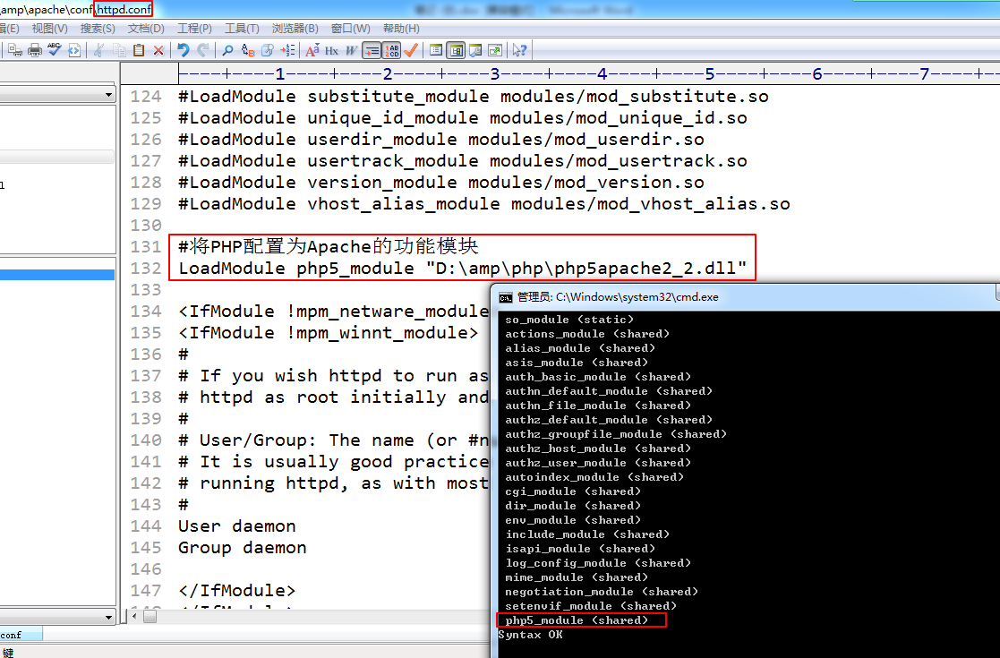 amp\apache\conf\httpd.conf
辑(E) 视图(V) 搜索(S) 文档(D) 工程(P) 工具(T) 浏览器(B) 窗口(W) 帮助(H)
----+----1----+----2----+----3----+----4----+----5----+----6----+----7----+
124 #LoadModule substitute_module modules/mod_substitute.so
125 #LoadModule unique_id_module modules/mod_unique_id.so
126 #LoadModule userdir_module modules/mod_userdir.so
127 #LoadModule usertrack_module modules/mod_usertrack.so
128 #LoadModule version_module modules/mod_version.so
129 #LoadModule vhost_alias_module modules/mod_vhost_alias.so
130
131 #将PHP配置为Apache的功能模块
132 LoadModule php5_module "D:\amp\php\php5apache2_2.dll"
133
134 <IfModule !mpm_netware_module
135 <IfModule !mpm_winnt_module>
136 #
137 # If you wish httpd to run as
138 # httpd as root initially and
139 #
140 # User/Group: The name (or #n
141 # It is usually good practice
142 # running httpd, as with most
143 #
144 User daemon
145 Group daemon
146
147 </IfModule>
conf
键
管理员: C:\Windows\system32\cmd.exe
so_module (static)
actions_module (shared)
alias_module (shared)
asis_module (shared)
auth_basic_module (shared)
authn_default_module (shared)
authn_file_module (shared)
authz_default_module (shared)
authz_groupfile_module (shared)
authz_host_module (shared)
authz_user_module (shared)
autoindex_module (shared)
cgi_module (shared)
dir_module (shared)
env_module (shared)
include_module (shared)
isapi_module (shared)
log_config_module (shared)
mime_module (shared)
negotiation_module (shared)
setenvif_module (shared)
php5_module (shared)
Syntax OK